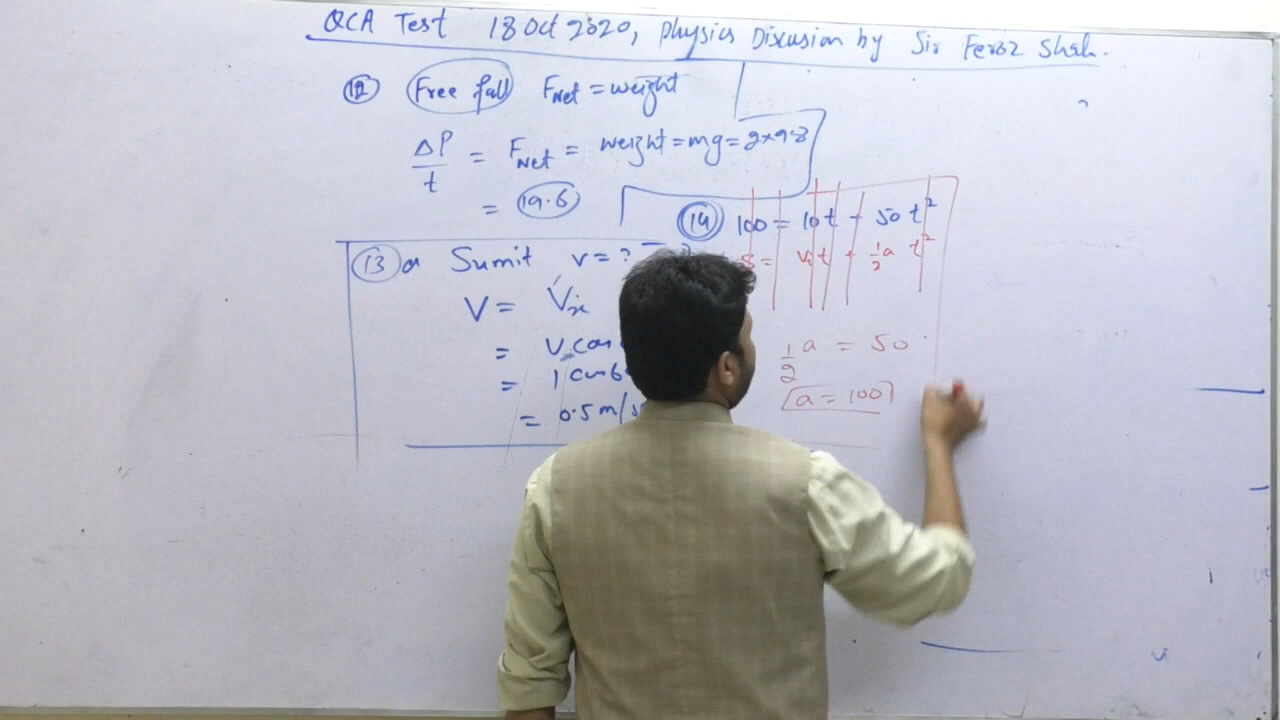 QCA Test 18 Oct 2020, Physics Discusion by Sir Feroz Shah.
12 Free fall Fnet = weight
ΔP/t = Fnet = weight = mg = 2×9.8
= 19.6
13 a Sumit v = ?
V = Vix
= V cos
= 1 cos6
= 0.5 m/s
14 100 = 10t - 50 t²
S = Vit + ½a t²
½a = 50
a = 100